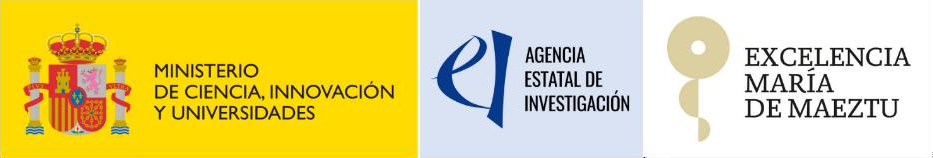 MINISTERIO
DE CIENCIA, INNOVACIÓN
Y UNIVERSIDADES
AGENCIA
ESTATAL DE
INVESTIGACIÓN
EXCELENCIA
MARÍA
DE MAEZTU